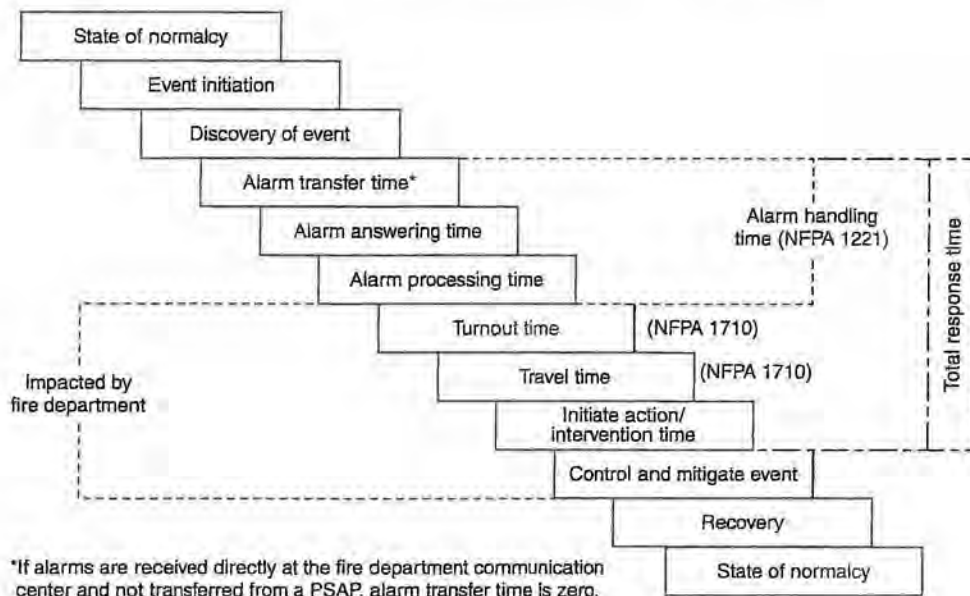 State of normalcy
Event initiation
Discovery of event
Alarm transfer time*
Alarm answering time
Alarm handling
time (NFPA 1221)
Alarm processing time
Total response time
Turnout time
(NFPA 1710)
Travel time
(NFPA 1710)
Impacted by
fire department
Initiate action/
intervention time
Control and mitigate event
Recovery
State of normalcy
*If alarms are received directly at the fire department communication
center and not transferred from a PSAP, alarm transfer time is zero.